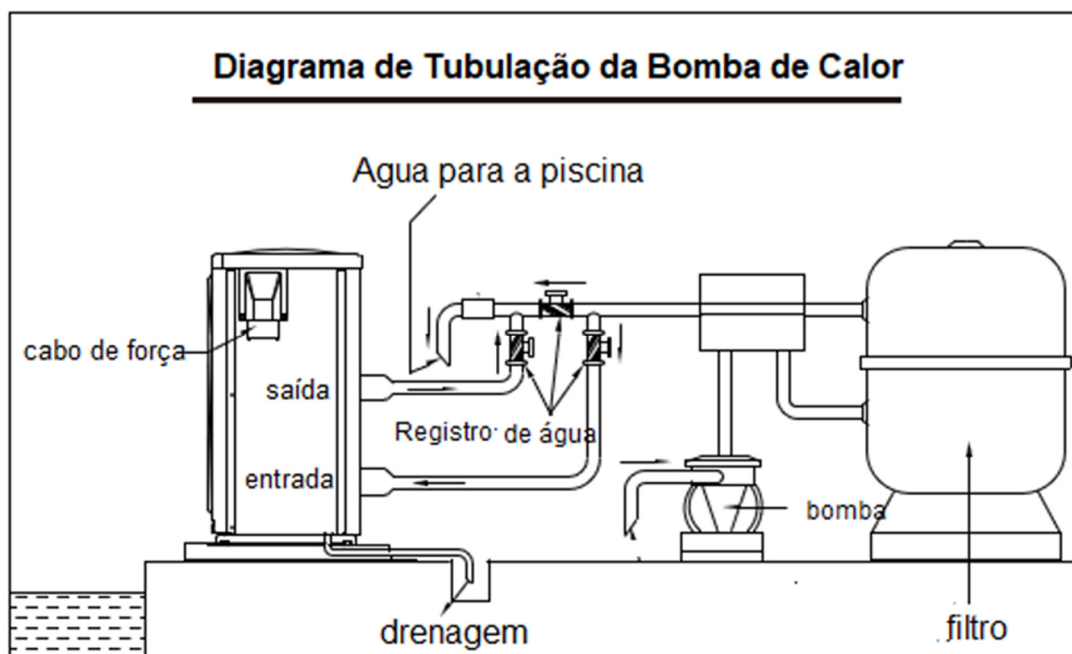 Diagrama de Tubulação da Bomba de Calor
Agua para a piscina
cabo de força
saída
Registro de água
entrada
bomba
drenagem
filtro